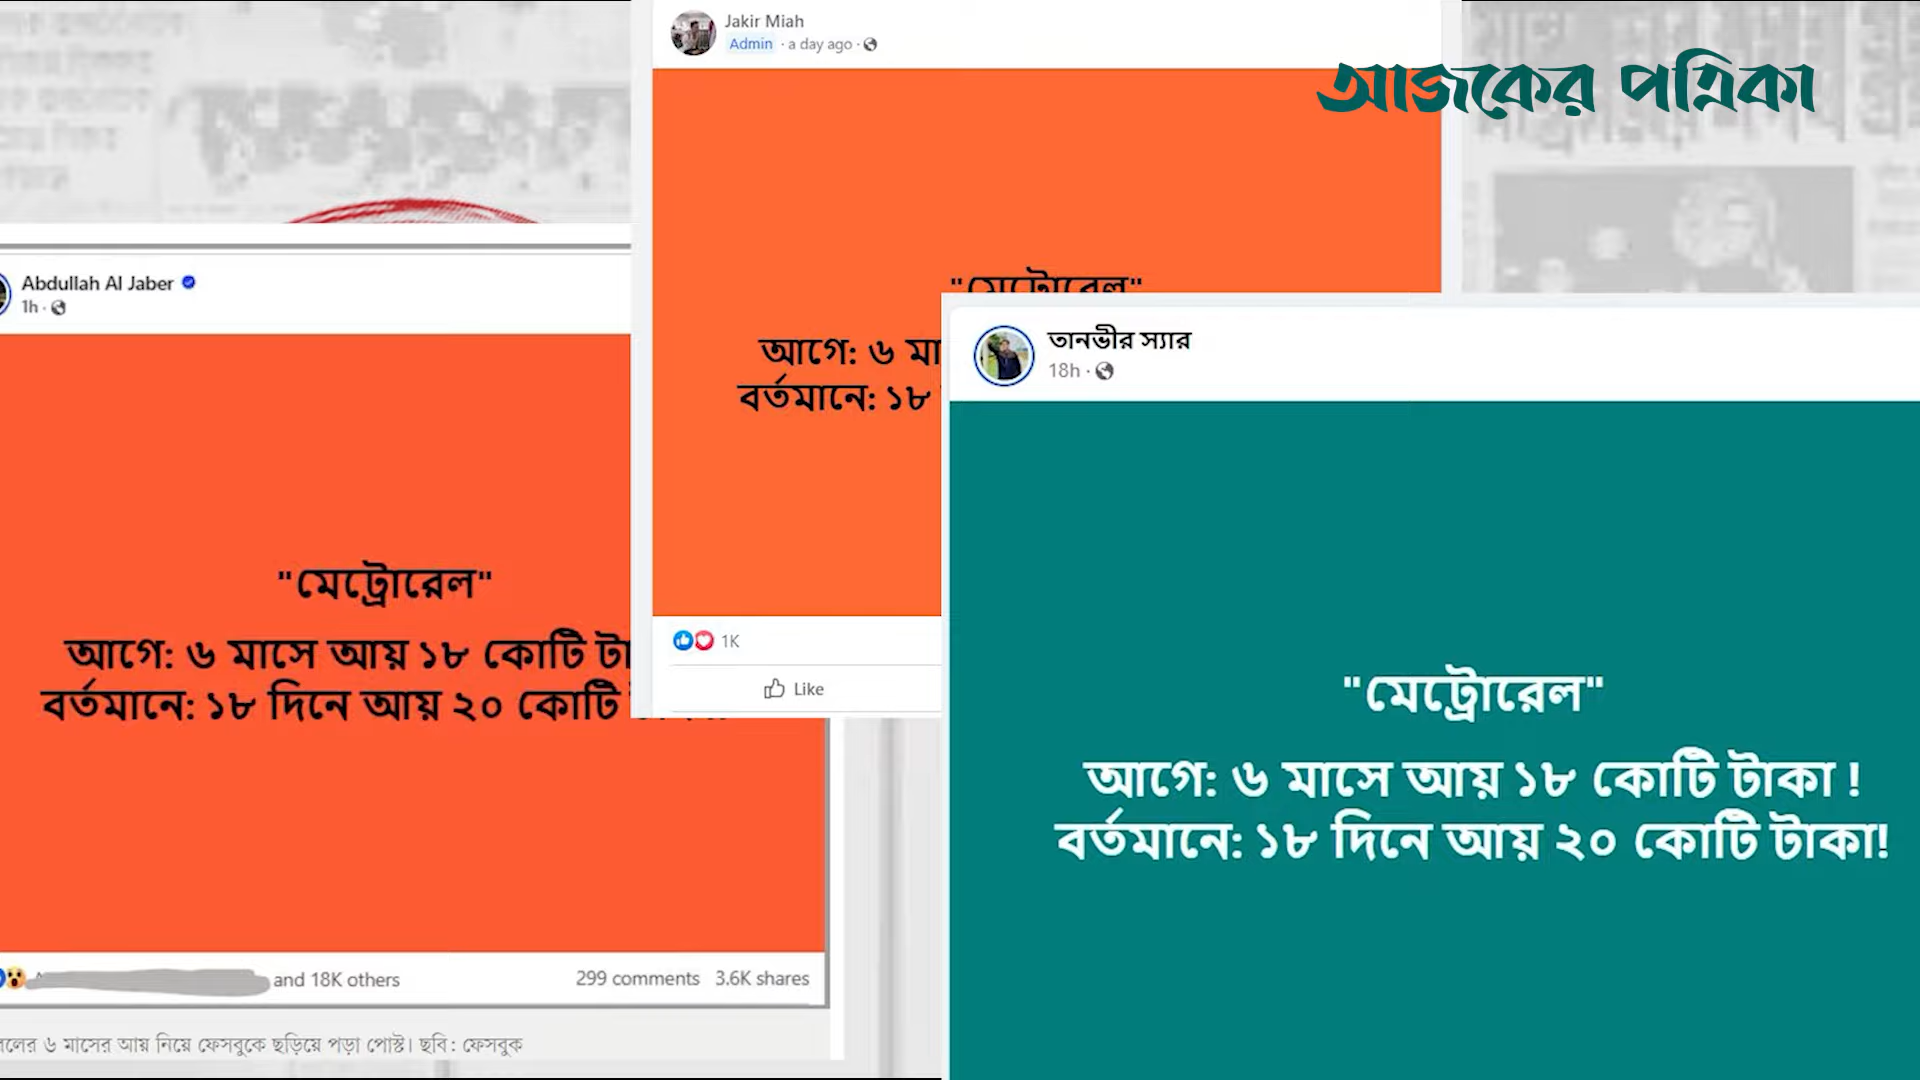 আজকের পত্রিকা
Jakir Miah
Admin · a day ago ·
"মেট্রোরেল"
আগে: ৬ মা
বর্তমানে: ১৮
1K
Like
Abdullah Al Jaber
1h ·
"মেট্রোরেল"
আগে: ৬ মাসে আয় ১৮ কোটি টা
বর্তমানে: ১৮ দিনে আয় ২০ কোটি
and 18K others
299 comments 3.6K shares
৬ মাসের আয় নিয়ে ফেসবুকে ছড়িয়ে পড়া পোস্ট। ছবি: ফেসবুক
তানভীর স্যার
18h ·
"মেট্রোরেল"
আগে: ৬ মাসে আয় ১৮ কোটি টাকা !
বর্তমানে: ১৮ দিনে আয় ২০ কোটি টাকা!